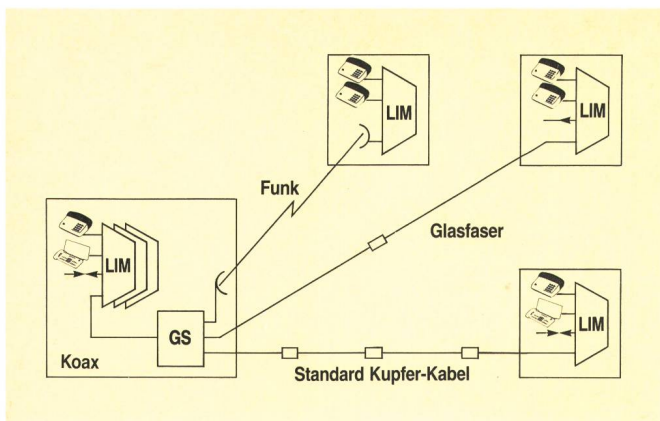 LIM
LIM
Funk
Glasfaser
LIM
LIM
GS
Koax
Standard Kupfer-Kabel